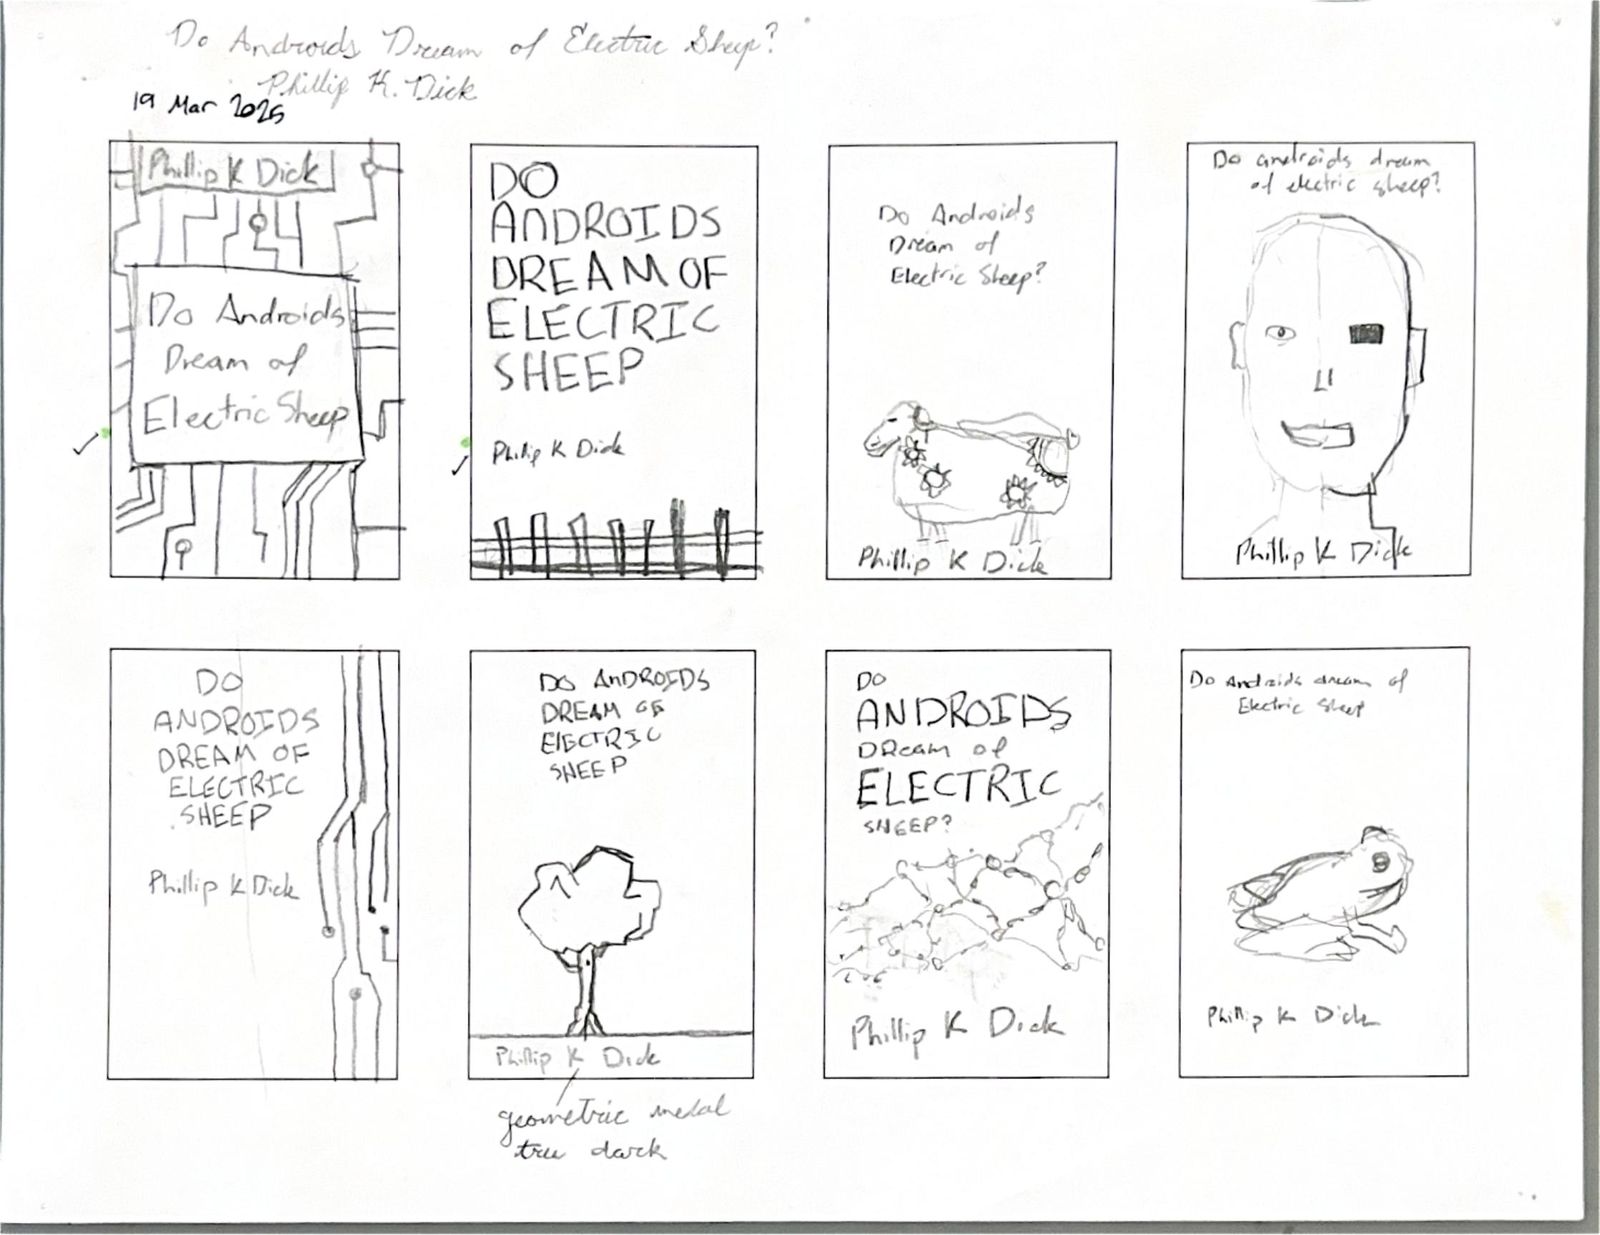 Do Androids Dream of Electric Sheep?
Phillip K. Dick
19 Mar 2025
Phillip K Dick
Do Androids
Dream of
Electric Sheep
DO
ANDROIDS
DREAM OF
ELECTRIC
SHEEP
Philip K Dick
Do Androids
Dream of
Electric Sheep?
Phillip K Dick
Do androids dream
of electric sheep?
Phillip K Dick
DO
ANDROIDS
DREAM OF
ELECTRIC
SHEEP
Phillip K Dick
DO ANDROIDS
DREAM OF
ELECTRIC
SHEEP
Phillip K Dick
geometric metal
tree dark
DO
ANDROIDS
DReam of
ELECTRIC
SHEEP?
Phillip K Dick
Do Androids dream of
Electric Sheep
Phillip K Dick